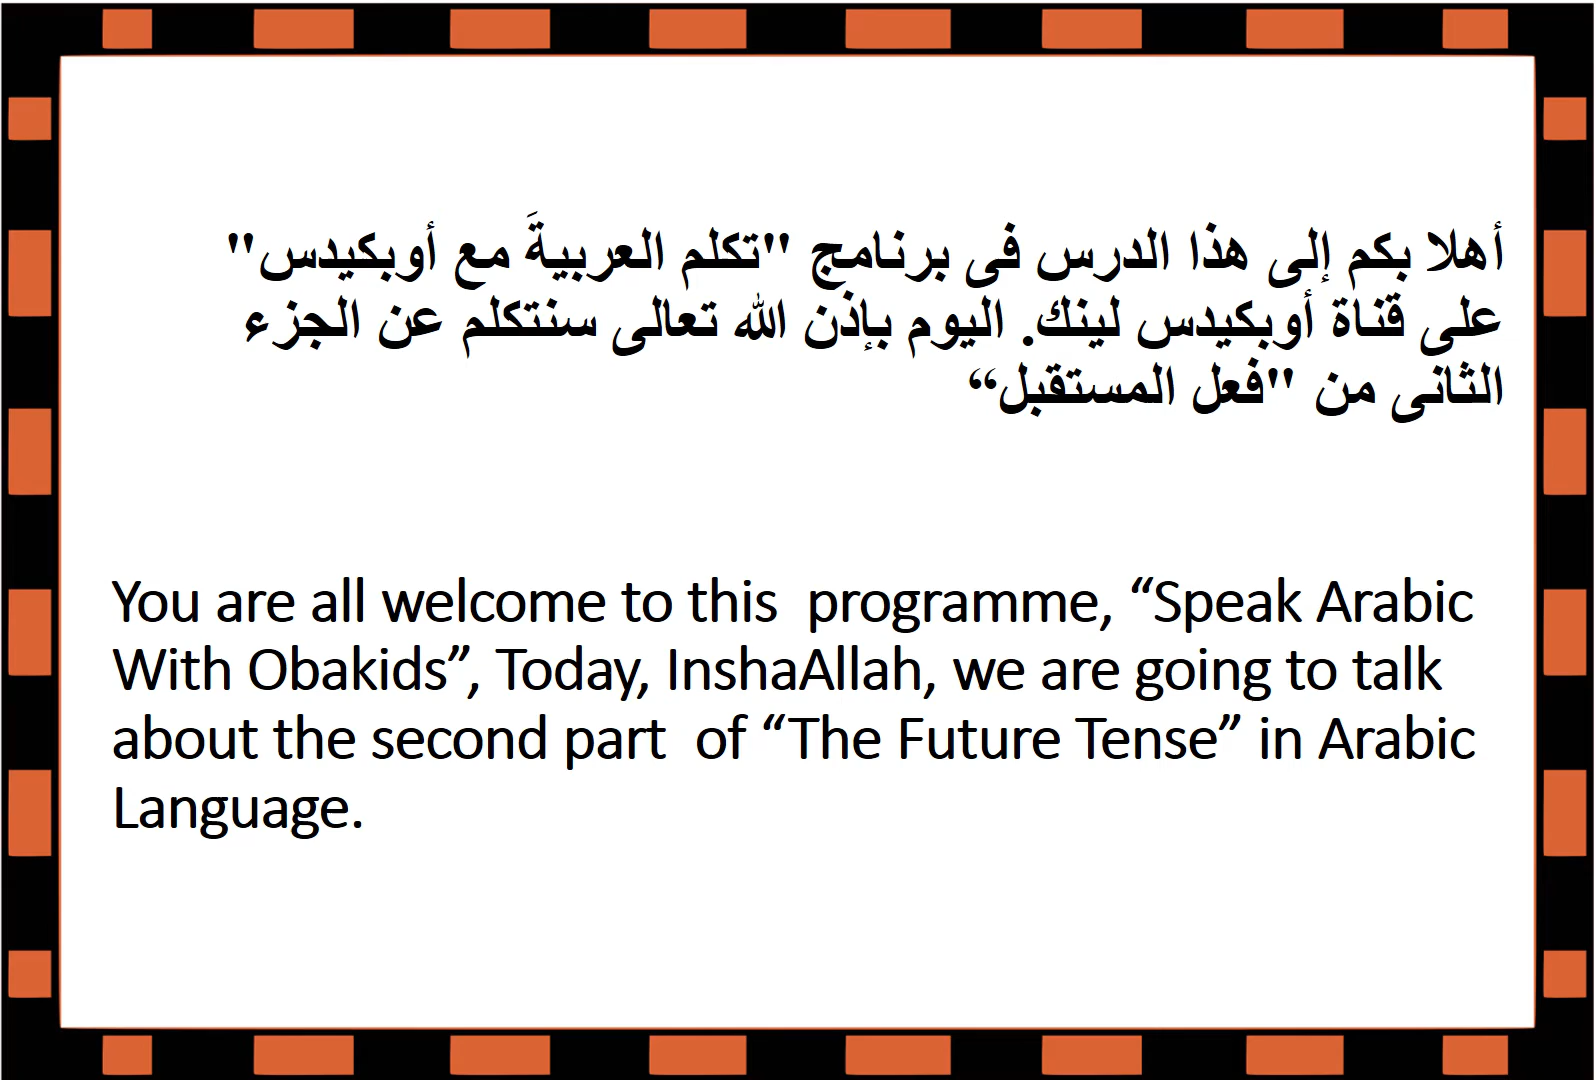 أهلا بكم إلى هذا الدرس فى برنامج "تكلم العربيةَ مع أوبكيدس"
على قناة أوبكيدس لينك. اليوم بإذن الله تعالى سنتكلم عن الجزء
الثانى من "فعل المستقبل“
You are all welcome to this  programme, “Speak Arabic
With Obakids”, Today, InshaAllah, we are going to talk
about the second part  of “The Future Tense” in Arabic
Language.